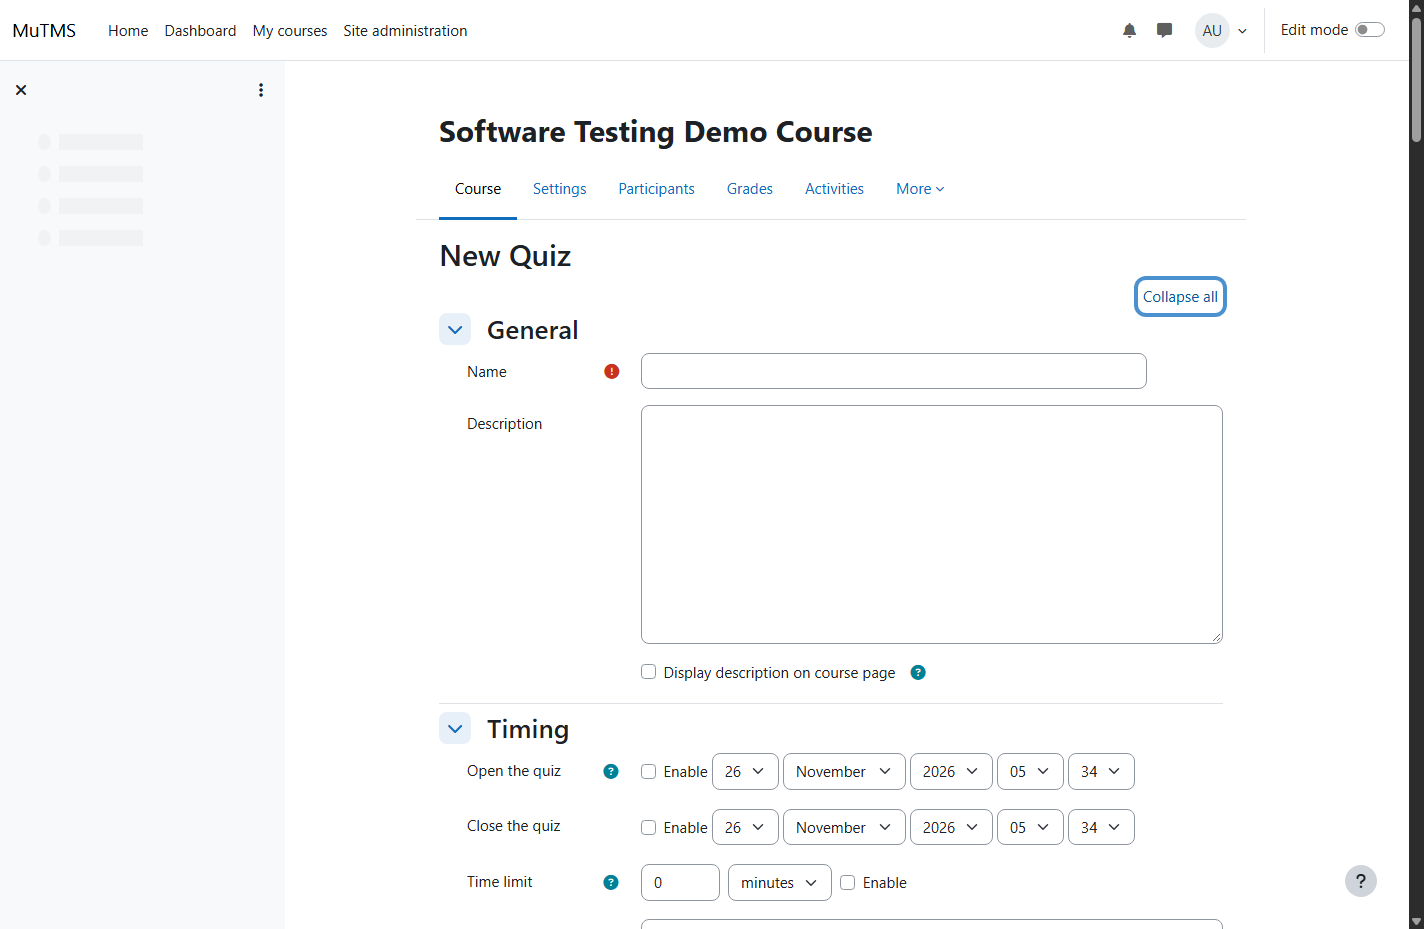 MuTMS Home Dashboard My courses Site administration AU Edit mode
Software Testing Demo Course
Course Settings Participants Grades Activities More
New Quiz
Collapse all
General
Name
Description
Display description on course page ?
Timing
Open the quiz ? Enable 26 November 2026 05 34
Close the quiz Enable 26 November 2026 05 34
Time limit ? 0 minutes Enable
?